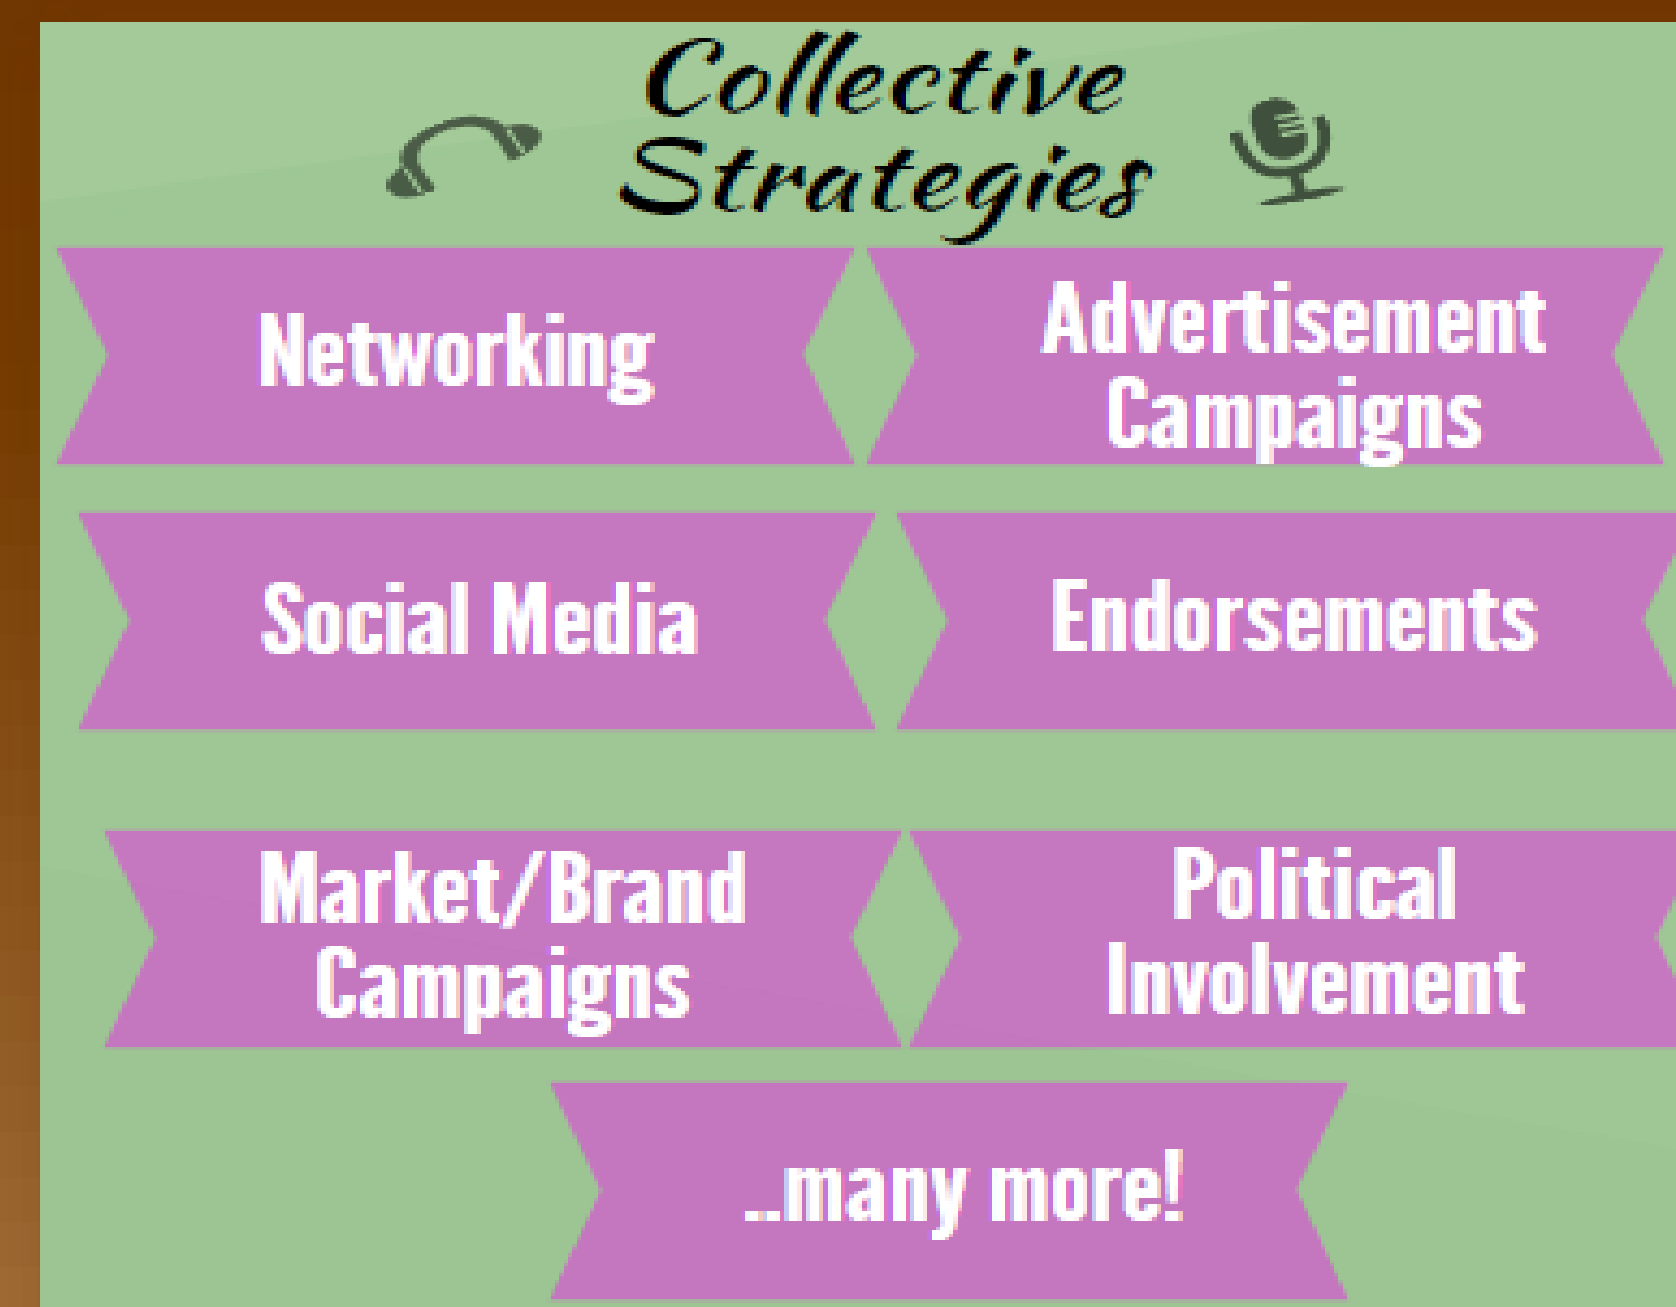 Collective
Strategies
Networking
Advertisement
Campaigns
Social Media
Endorsements
Market/Brand
Campaigns
Political
Involvement
..many more!